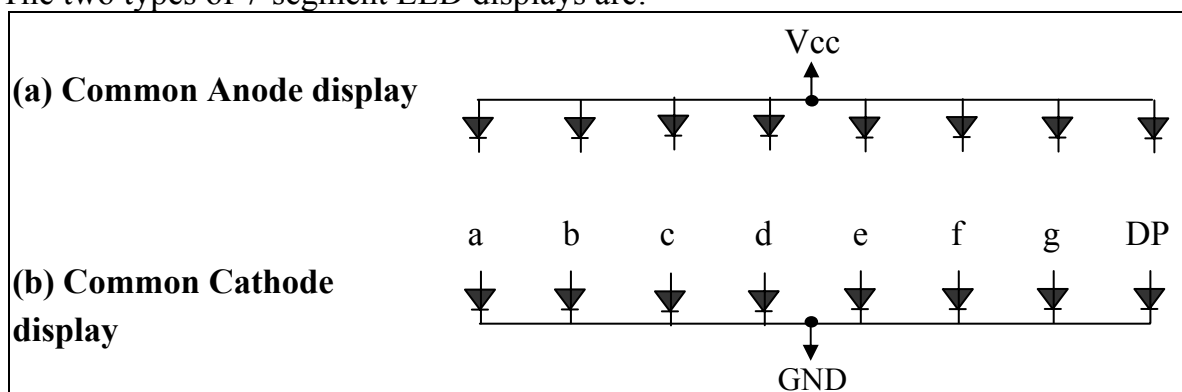 The two types of 7-segment LED displays are:
Vcc
(a) Common Anode display
a b c d e f g DP
(b) Common Cathode
display
GND